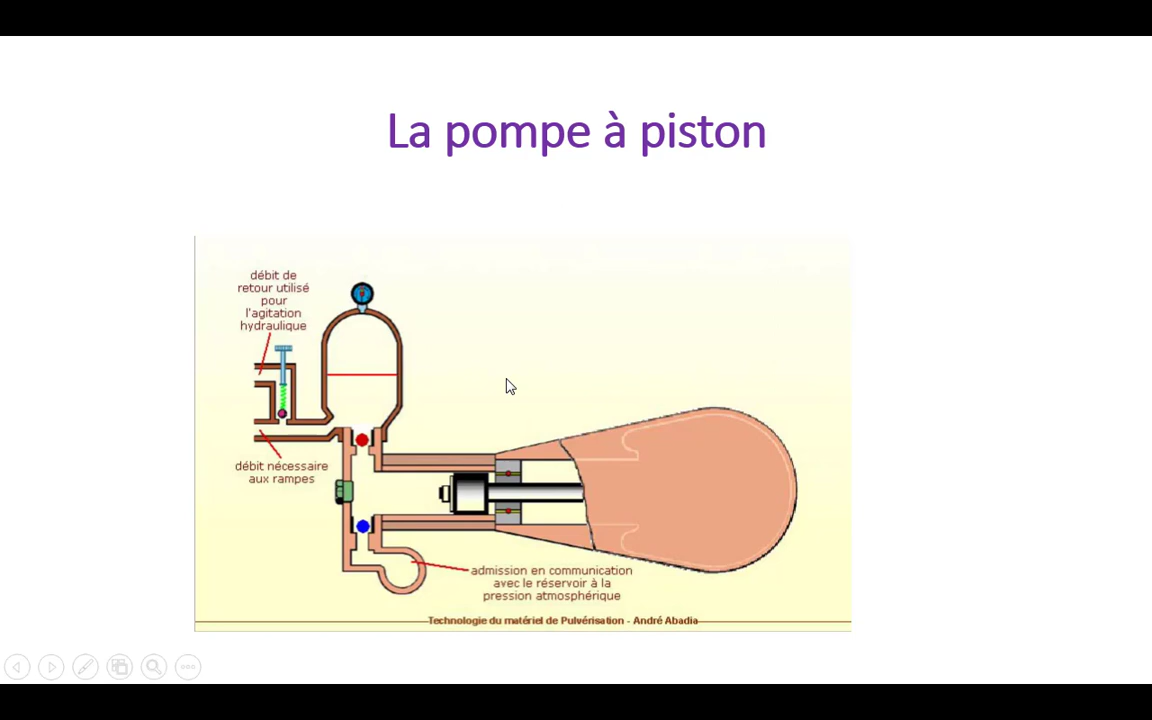 La pompe à piston
débit de
retour utilisé
pour
l'agitation
hydraulique
débit nécessaire
aux rampes
admission en communication
avec le réservoir à la
pression atmosphérique
Technologie du matériel de Pulvérisation - André Abadia